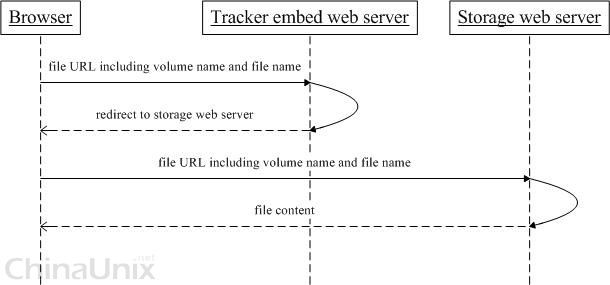 Browser
Tracker embed web server
Storage web server
file URL including volume name and file name
redirect to storage web server
file URL including volume name and file name
file content
ChinaUnix.net